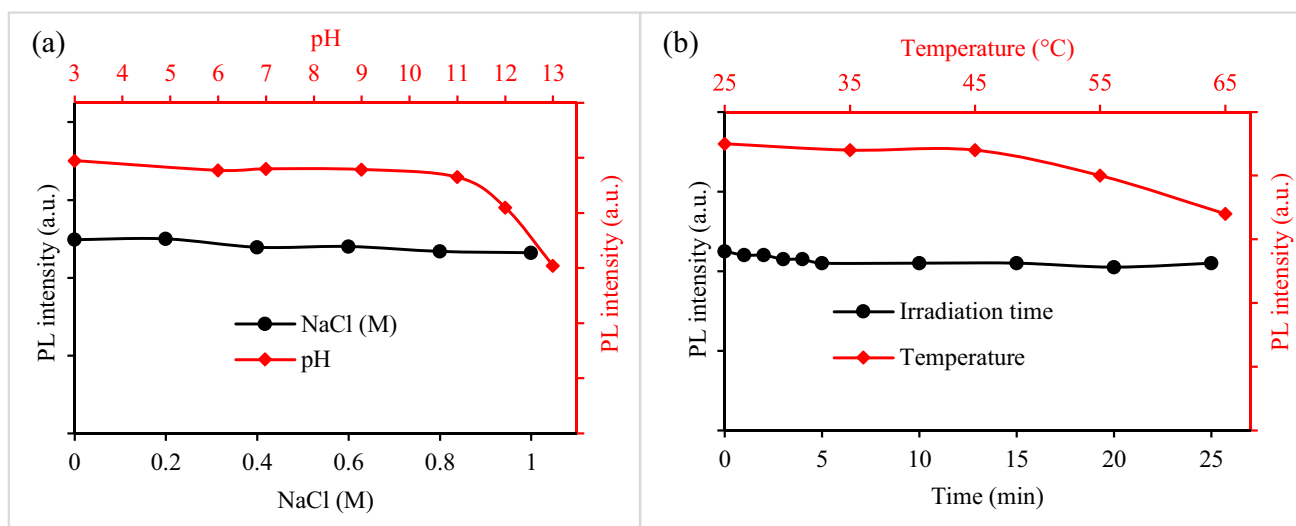 (a)
pH
3 4 5 6 7 8 9 10 11 12 13
PL intensity (a.u.)
PL intensity (a.u.)
NaCl (M)
pH
0 0.2 0.4 0.6 0.8 1
NaCl (M)
(b)
Temperature (°C)
25 35 45 55 65
PL intensity (a.u.)
PL intensity (a.u.)
Irradiation time
Temperature
0 5 10 15 20 25
Time (min)